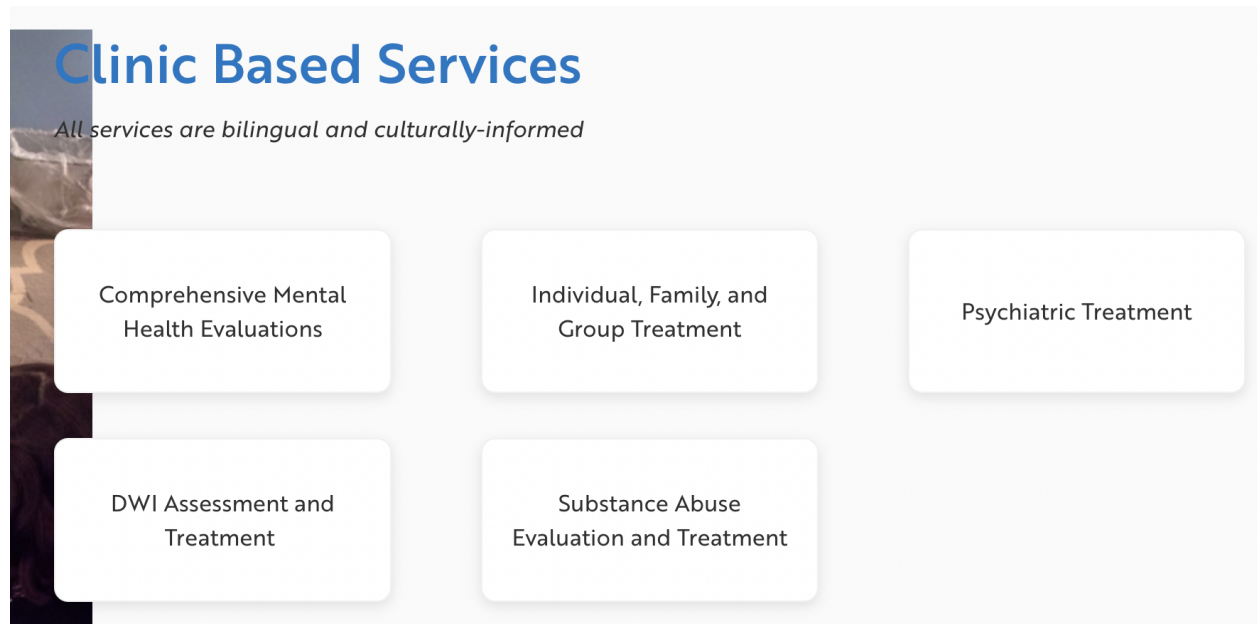 Clinic Based Services
All services are bilingual and culturally-informed
Comprehensive Mental
Health Evaluations
Individual, Family, and
Group Treatment
Psychiatric Treatment
DWI Assessment and
Treatment
Substance Abuse
Evaluation and Treatment